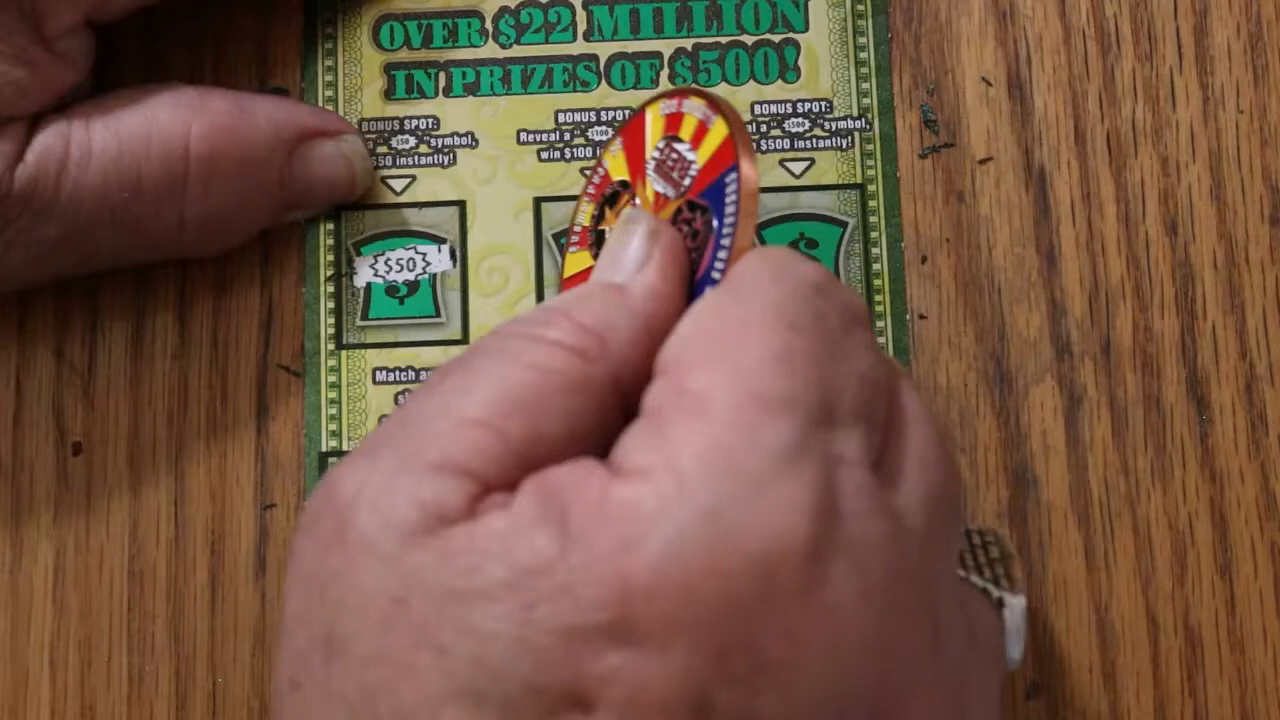 OVER $22 MILLION
IN PRIZES OF $500!
BONUS SPOT:
a "$50" symbol,
$50 instantly!
BONUS SPOT
Reveal a "$100
win $100
BONUS SPOT:
a "$500" symbol,
$500 instantly!
$50
Match